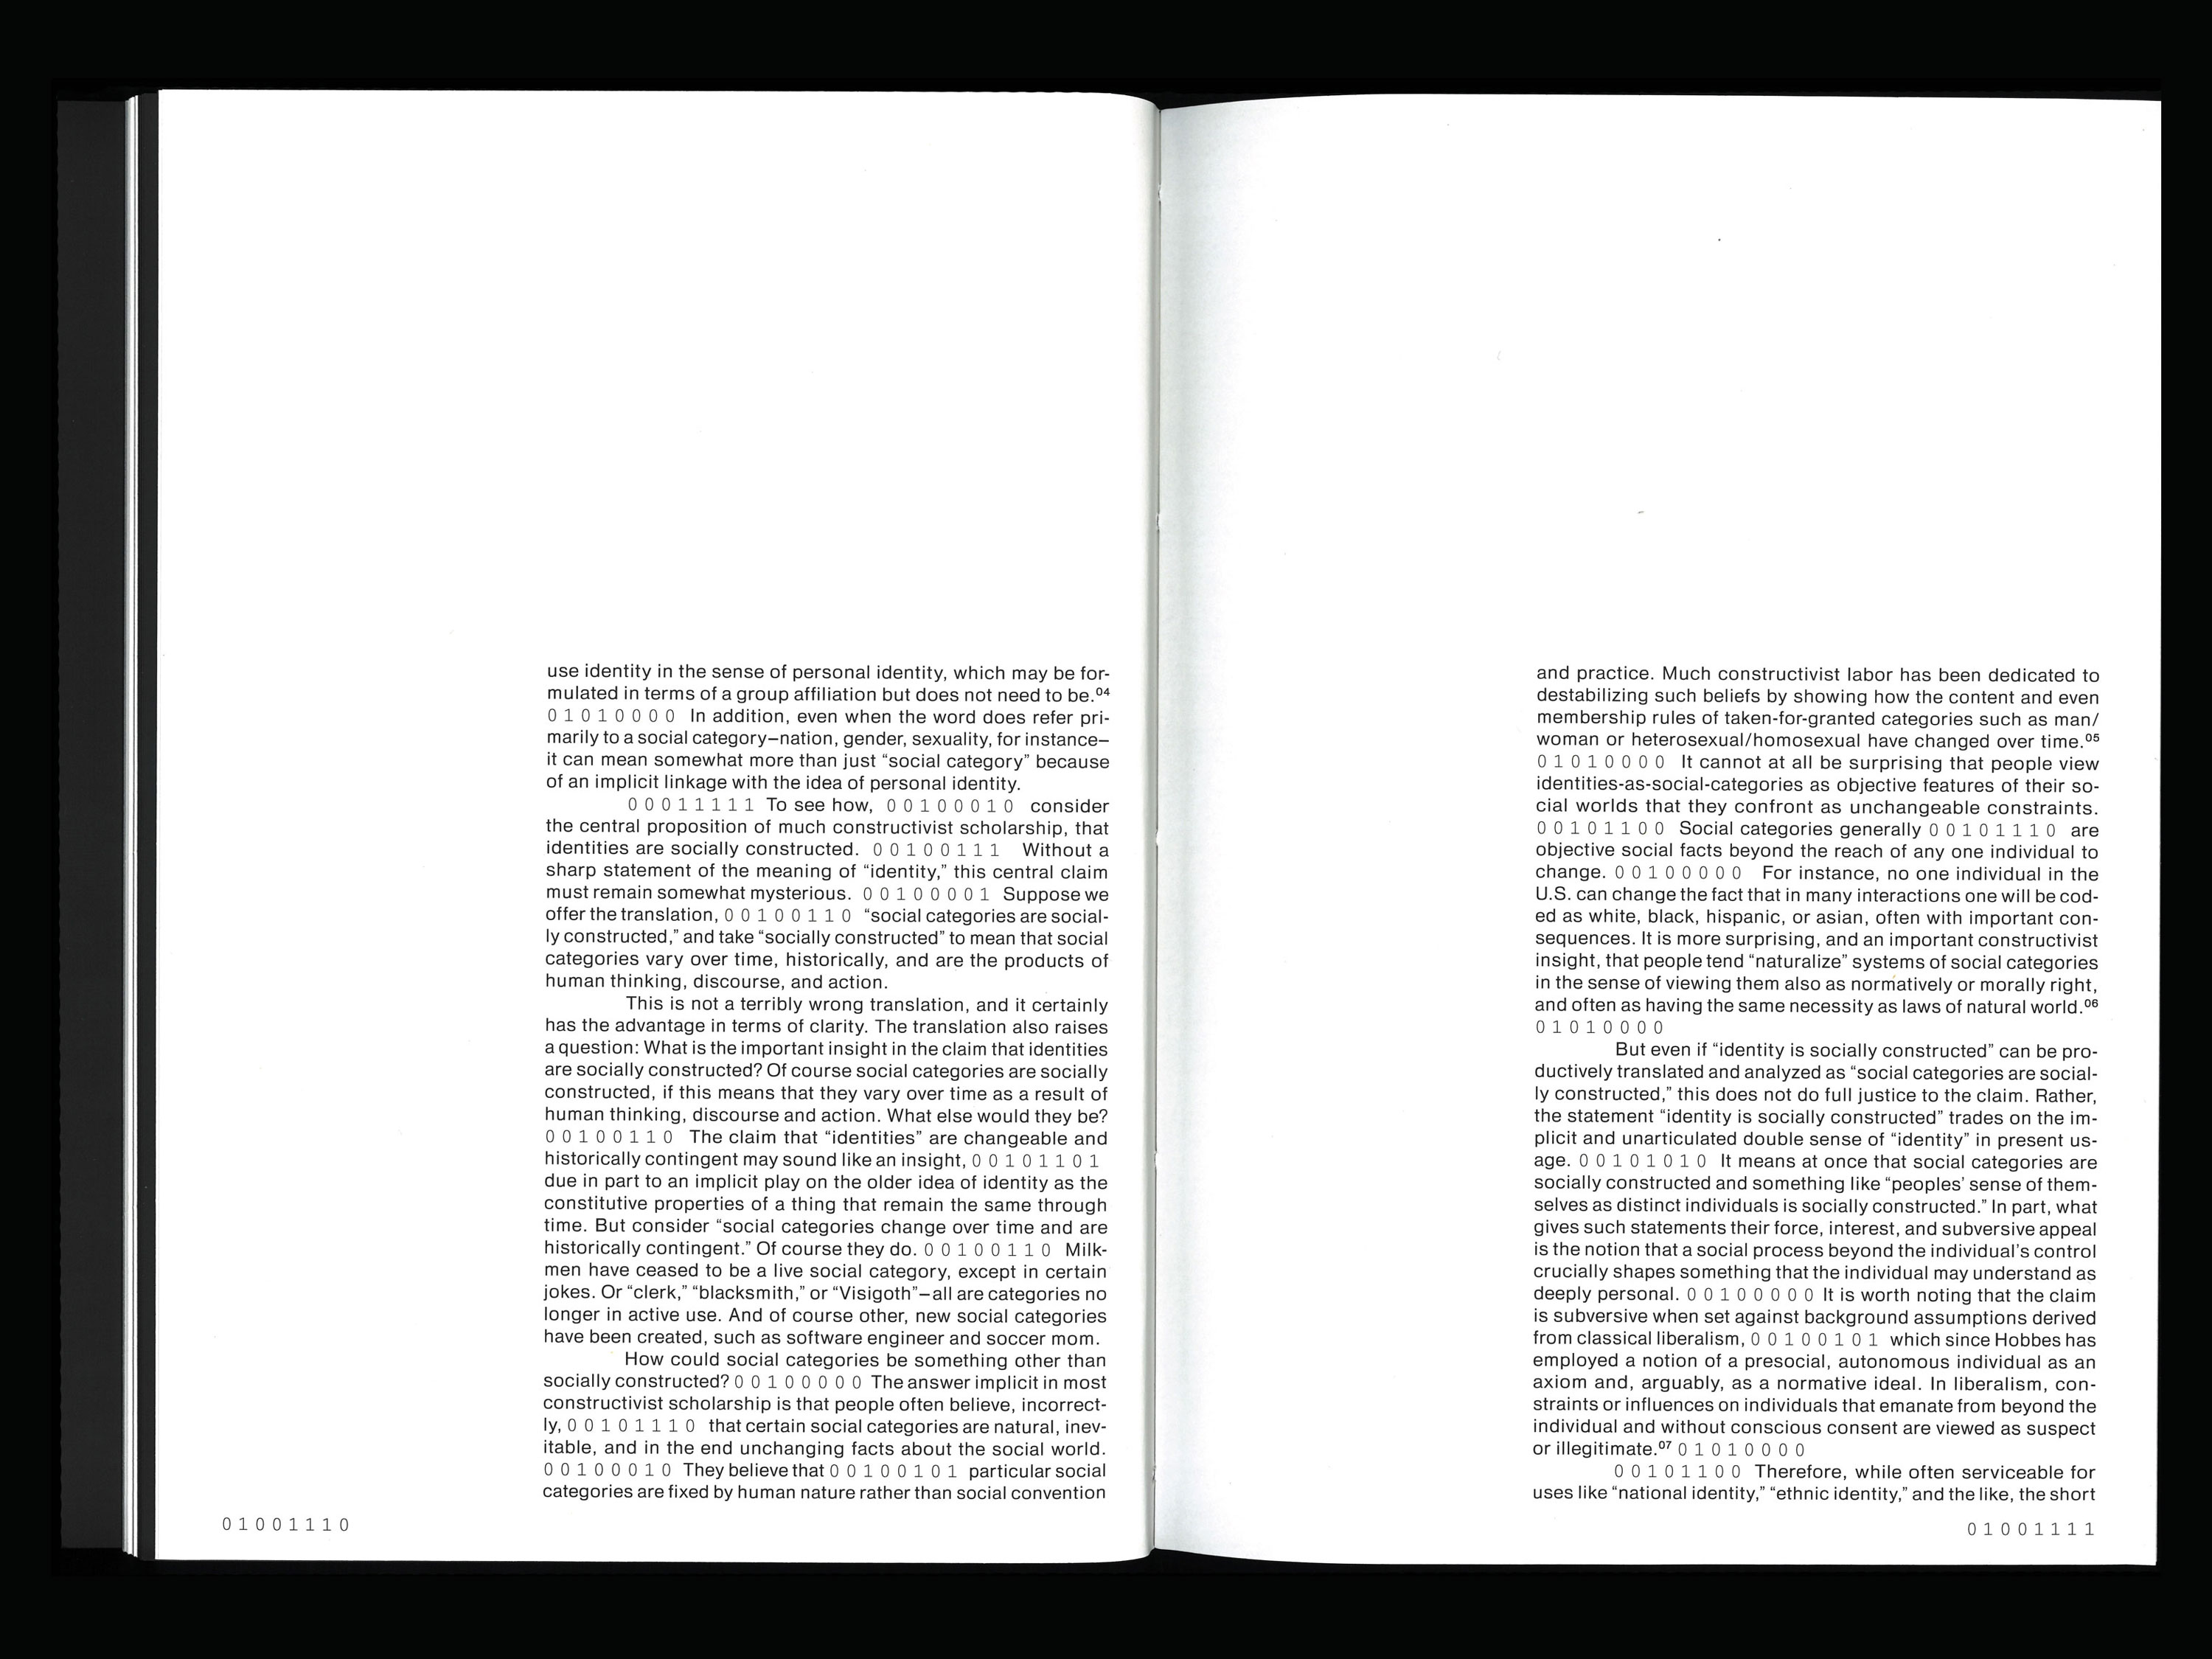 use identity in the sense of personal identity, which may be for-
mulated in terms of a group affiliation but does not need to be.⁰⁴
01010000 In addition, even when the word does refer pri-
marily to a social category–nation, gender, sexuality, for instance–
it can mean somewhat more than just “social category” because
of an implicit linkage with the idea of personal identity.
00011111 To see how, 00100010 consider
the central proposition of much constructivist scholarship, that
identities are socially constructed. 00100111 Without a
sharp statement of the meaning of “identity,” this central claim
must remain somewhat mysterious. 00100001 Suppose we
offer the translation, 00100110 “social categories are social-
ly constructed,” and take “socially constructed” to mean that social
categories vary over time, historically, and are the products of
human thinking, discourse, and action.
This is not a terribly wrong translation, and it certainly
has the advantage in terms of clarity. The translation also raises
a question: What is the important insight in the claim that identities
are socially constructed? Of course social categories are socially
constructed, if this means that they vary over time as a result of
human thinking, discourse and action. What else would they be?
00100110 The claim that “identities” are changeable and
historically contingent may sound like an insight, 00101101
due in part to an implicit play on the older idea of identity as the
constitutive properties of a thing that remain the same through
time. But consider “social categories change over time and are
historically contingent.” Of course they do. 00100110 Milk-
men have ceased to be a live social category, except in certain
jokes. Or “clerk,” “blacksmith,” or “Visigoth”–all are categories no
longer in active use. And of course other, new social categories
have been created, such as software engineer and soccer mom.
How could social categories be something other than
socially constructed? 00100000 The answer implicit in most
constructivist scholarship is that people often believe, incorrect-
ly, 00101110 that certain social categories are natural, inev-
itable, and in the end unchanging facts about the social world.
00100010 They believe that 00100101 particular social
categories are fixed by human nature rather than social convention
01001110
and practice. Much constructivist labor has been dedicated to
destabilizing such beliefs by showing how the content and even
membership rules of taken-for-granted categories such as man/
woman or heterosexual/homosexual have changed over time.⁰⁵
01010000 It cannot at all be surprising that people view
identities-as-social-categories as objective features of their so-
cial worlds that they confront as unchangeable constraints.
00101100 Social categories generally 00101110 are
objective social facts beyond the reach of any one individual to
change. 00100000 For instance, no one individual in the
U.S. can change the fact that in many interactions one will be cod-
ed as white, black, hispanic, or asian, often with important con-
sequences. It is more surprising, and an important constructivist
insight, that people tend “naturalize” systems of social categories
in the sense of viewing them also as normatively or morally right,
and often as having the same necessity as laws of natural world.⁰⁶
01010000
But even if “identity is socially constructed” can be pro-
ductively translated and analyzed as “social categories are social-
ly constructed,” this does not do full justice to the claim. Rather,
the statement “identity is socially constructed” trades on the im-
plicit and unarticulated double sense of “identity” in present us-
age. 00101010 It means at once that social categories are
socially constructed and something like “peoples’ sense of them-
selves as distinct individuals is socially constructed.” In part, what
gives such statements their force, interest, and subversive appeal
is the notion that a social process beyond the individual’s control
crucially shapes something that the individual may understand as
deeply personal. 00100000 It is worth noting that the claim
is subversive when set against background assumptions derived
from classical liberalism, 00100101 which since Hobbes has
employed a notion of a presocial, autonomous individual as an
axiom and, arguably, as a normative ideal. In liberalism, con-
straints or influences on individuals that emanate from beyond the
individual and without conscious consent are viewed as suspect
or illegitimate.⁰⁷ 01010000
00101100 Therefore, while often serviceable for
uses like “national identity,” “ethnic identity,” and the like, the short
01001111